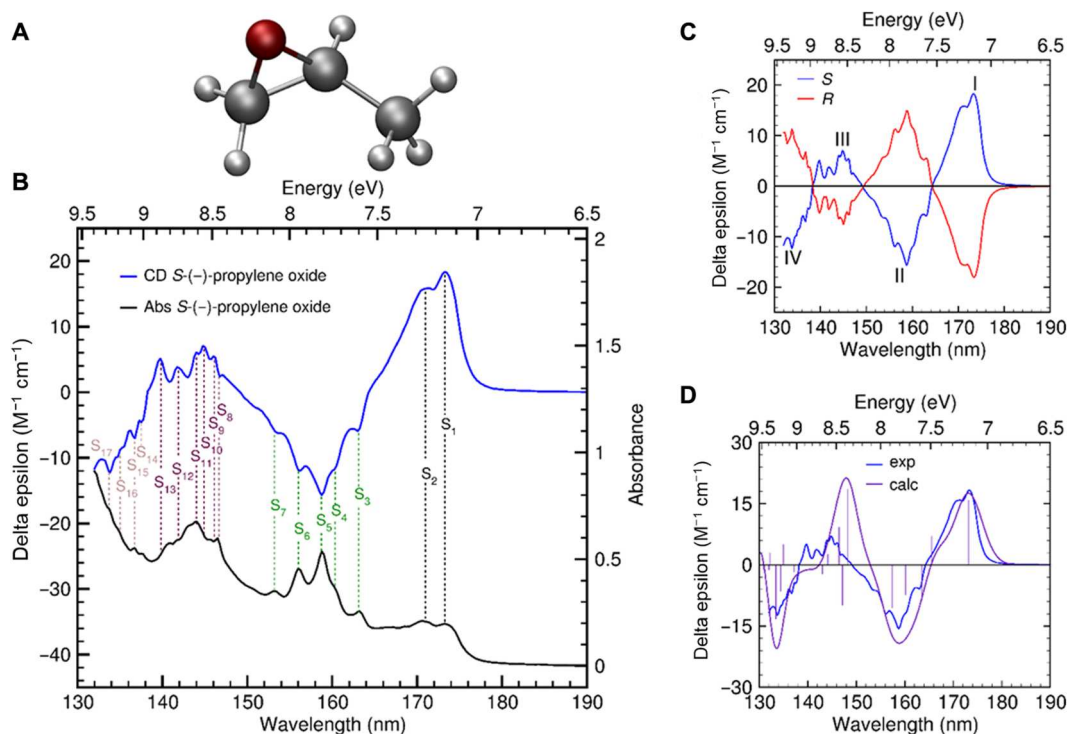 A
B
Energy (eV)
9.5 9 8.5 8 7.5 7 6.5
20
10
0
−10
−20
−30
−40
Delta epsilon (M⁻¹ cm⁻¹)
CD S-(−)-propylene oxide
Abs S-(−)-propylene oxide
S₁₇
S₁₆
S₁₅
S₁₄
S₁₃
S₁₂
S₁₁
S₁₀
S₉
S₈
S₇
S₆
S₅
S₄
S₃
S₂
S₁
2
1.5
1
0.5
0
Absorbance
130 140 150 160 170 180 190
Wavelength (nm)
C
Energy (eV)
9.5 9 8.5 8 7.5 7 6.5
20
10
0
−10
−20
Delta epsilon (M⁻¹ cm⁻¹)
S
R
I
III
IV
II
130 140 150 160 170 180 190
Wavelength (nm)
D
Energy (eV)
9.5 9 8.5 8 7.5 7 6.5
30
15
0
−15
−30
Delta epsilon (M⁻¹ cm⁻¹)
exp
calc
130 140 150 160 170 180 190
Wavelength (nm)